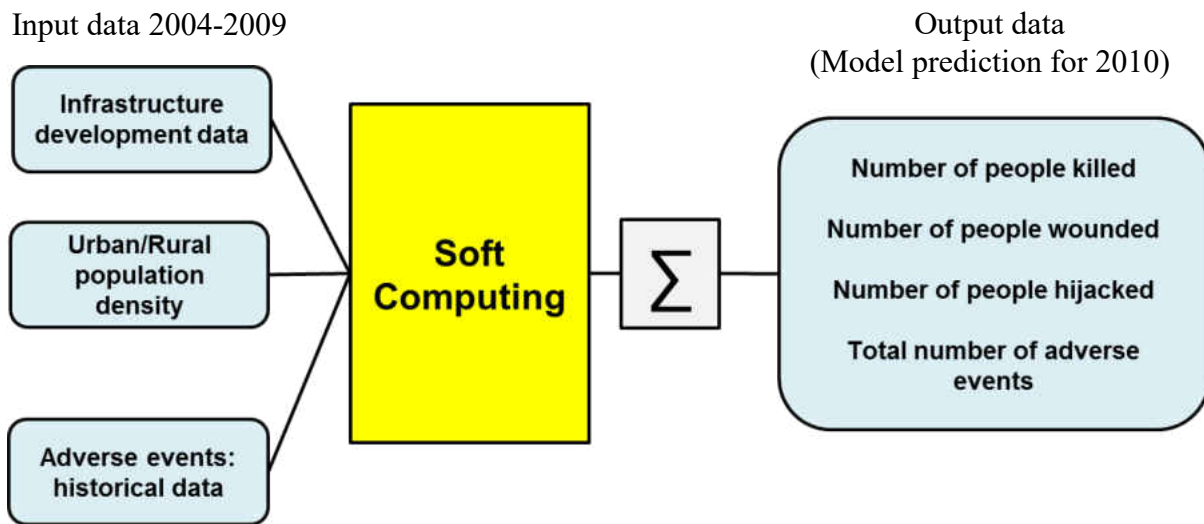 Input data 2004-2009
Output data
(Model prediction for 2010)
Infrastructure
development data
Urban/Rural
population
density
Adverse events:
historical data
Soft
Computing
∑
Number of people killed
Number of people wounded
Number of people hijacked
Total number of adverse
events